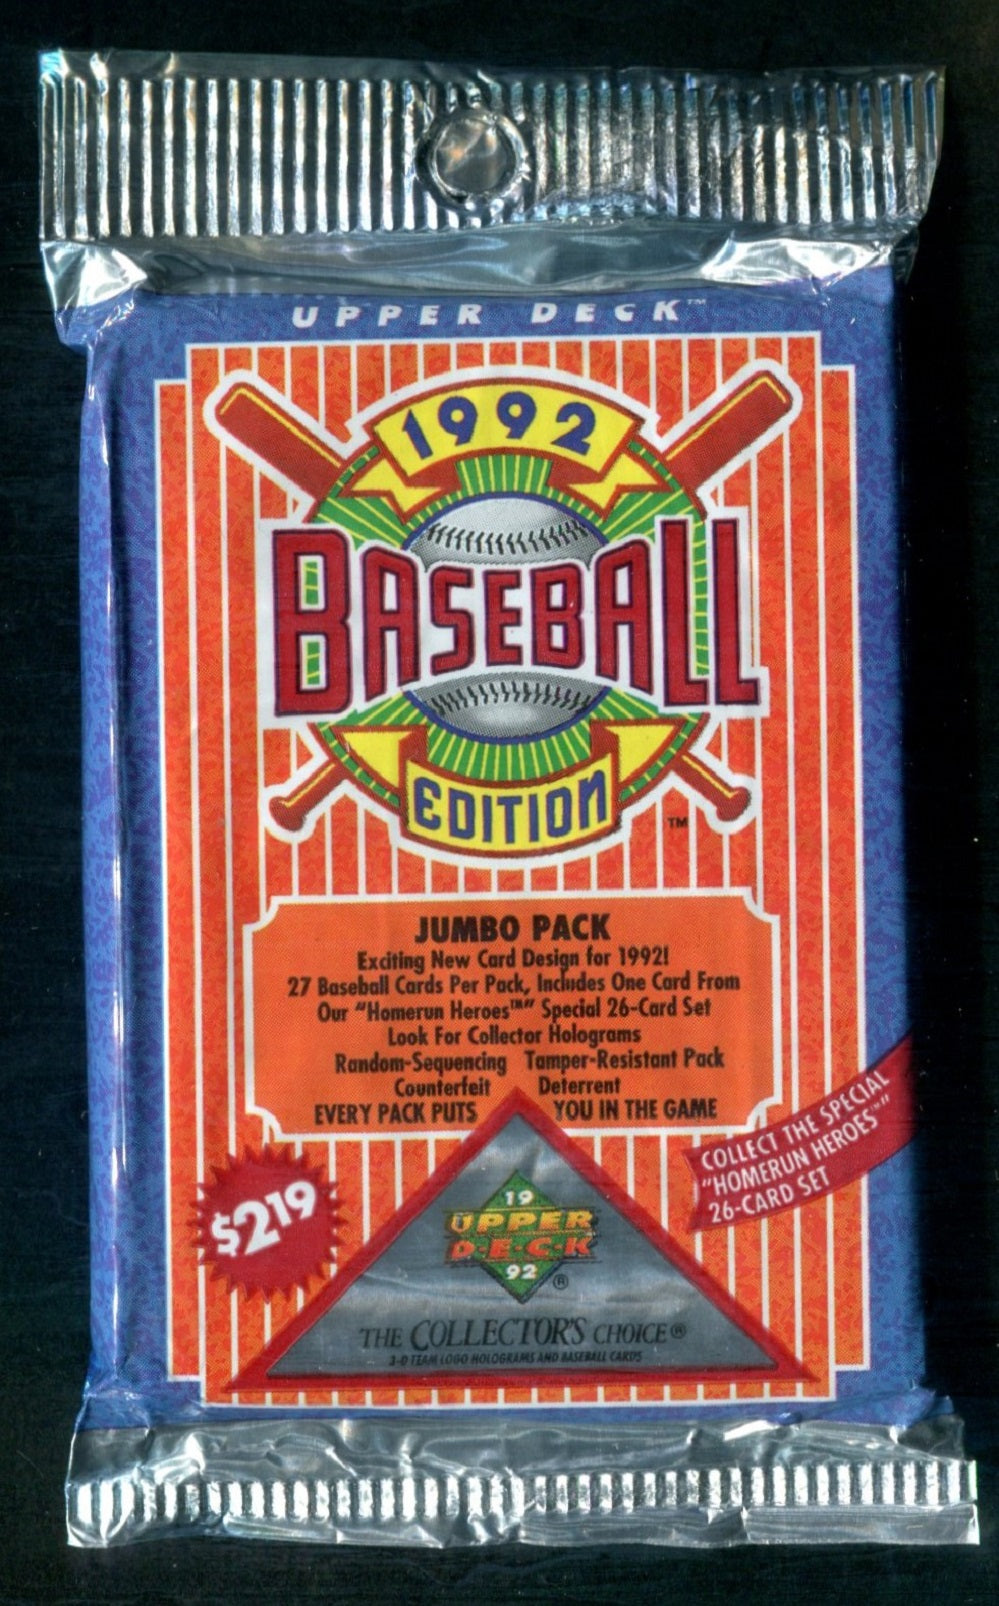 UPPER DECK™
1992
BASEBALL
EDITION
™
JUMBO PACK
Exciting New Card Design for 1992!
27 Baseball Cards Per Pack, Includes One Card From
Our "Homerun Heroes™" Special 26-Card Set
Look For Collector Holograms
Random-Sequencing Tamper-Resistant Pack
Counterfeit Deterrent
EVERY PACK PUTS YOU IN THE GAME
COLLECT THE SPECIAL
"HOMERUN HEROES™"
26-CARD SET
$219
19
UPPER
D·E·C·K
92 ®
THE COLLECTOR'S CHOICE®
3-D TEAM LOGO HOLOGRAMS AND BASEBALL CARDS